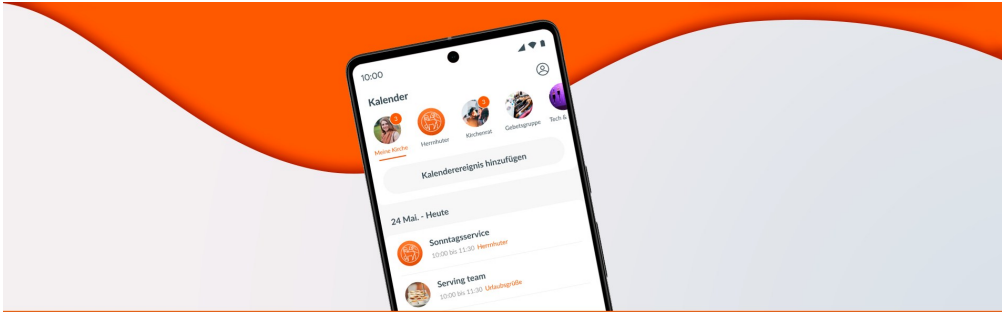 10:00
Kalender
3
3
Meine Kirche
Herrnhuter
Kirchenrat
Gebetsgruppe
Tech &
Kalenderereignis hinzufügen
24 Mai. - Heute
Sonntagsservice
10:00 bis 11:30 Herrnhuter
Serving team
10:00 bis 11:30 Urlaubsgrüße